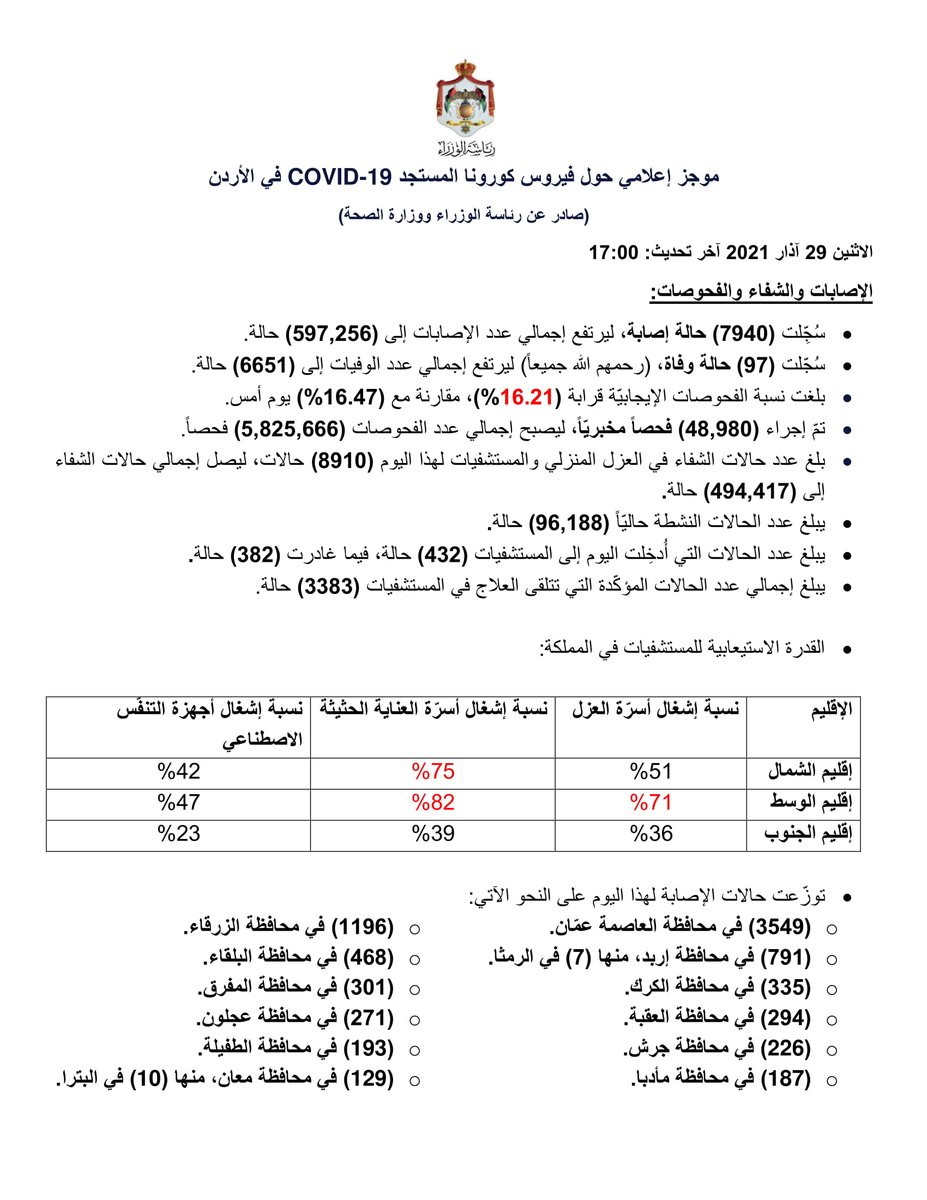 رئاسة الوزراء
موجز إعلامي حول فيروس كورونا المستجد COVID-19 في الأردن
(صادر عن رئاسة الوزراء ووزارة الصحة)
الاثنين 29 آذار 2021 آخر تحديث: 17:00
الإصابات والشفاء والفحوصات:
• سُجّلت (7940) حالة إصابة، ليرتفع إجمالي عدد الإصابات إلى (597,256) حالة.
• سُجّلت (97) حالة وفاة، (رحمهم الله جميعاً) ليرتفع إجمالي عدد الوفيات إلى (6651) حالة.
• بلغت نسبة الفحوصات الإيجابيّة قرابة (16.21%)، مقارنة مع (16.47%) يوم أمس.
• تمّ إجراء (48,980) فحصاً مخبريّاً، ليصبح إجمالي عدد الفحوصات (5,825,666) فحصاً.
• بلغ عدد حالات الشفاء في العزل المنزلي والمستشفيات لهذا اليوم (8910) حالات، ليصل إجمالي حالات الشفاء
إلى (494,417) حالة.
• يبلغ عدد الحالات النشطة حاليّاً (96,188) حالة.
• يبلغ عدد الحالات التي أُدخِلت اليوم إلى المستشفيات (432) حالة، فيما غادرت (382) حالة.
• يبلغ إجمالي عدد الحالات المؤكّدة التي تتلقى العلاج في المستشفيات (3383) حالة.
• القدرة الاستيعابية للمستشفيات في المملكة:
الإقليم نسبة إشغال أسرّة العزل نسبة إشغال أسرّة العناية الحثيثة نسبة إشغال أجهزة التنفّس
الاصطناعي
إقليم الشمال %51 %75 %42
إقليم الوسط %71 %82 %47
إقليم الجنوب %36 %39 %23
• توزّعت حالات الإصابة لهذا اليوم على النحو الآتي:
o (3549) في محافظة العاصمة عمّان. o (1196) في محافظة الزرقاء.
o (791) في محافظة إربد، منها (7) في الرمثا. o (468) في محافظة البلقاء.
o (335) في محافظة الكرك. o (301) في محافظة المفرق.
o (294) في محافظة العقبة. o (271) في محافظة عجلون.
o (226) في محافظة جرش. o (193) في محافظة الطفيلة.
o (187) في محافظة مأدبا. o (129) في محافظة معان، منها (10) في البترا.